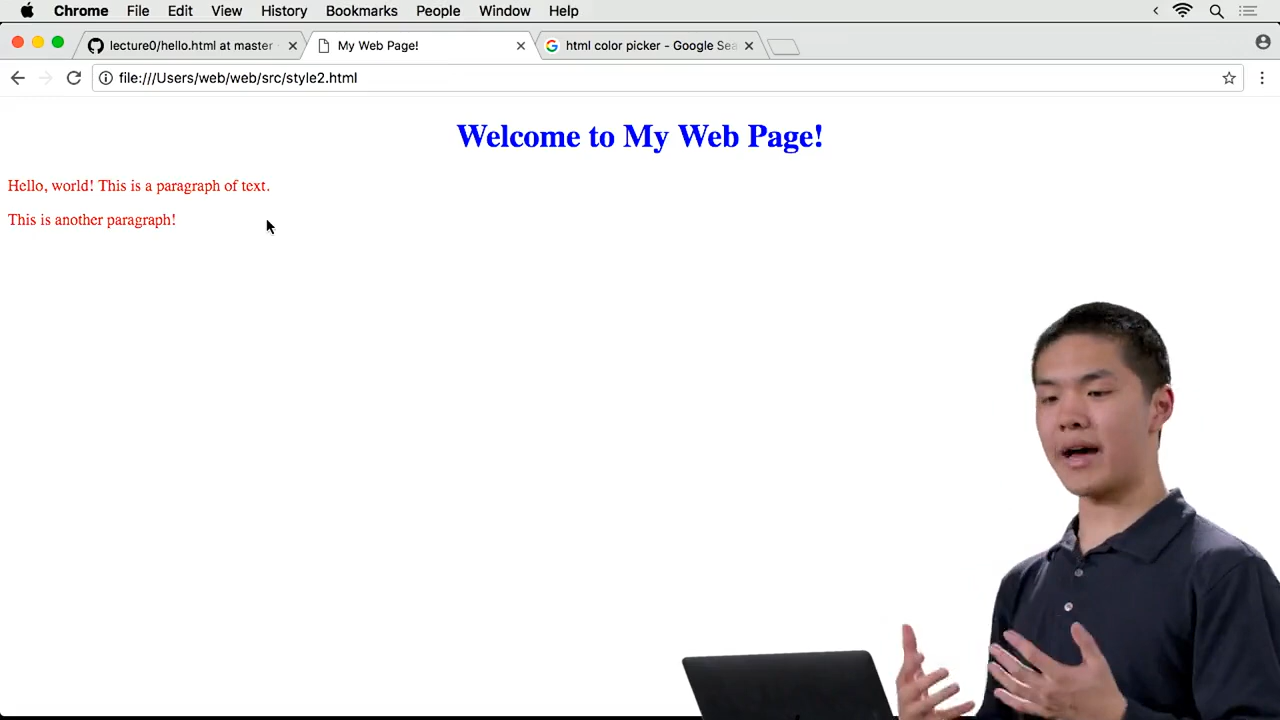 Chrome File Edit View History Bookmarks People Window Help
lecture0/hello.html at master
My Web Page!
html color picker - Google Sea
file:///Users/web/web/src/style2.html
Welcome to My Web Page!
Hello, world! This is a paragraph of text.
This is another paragraph!